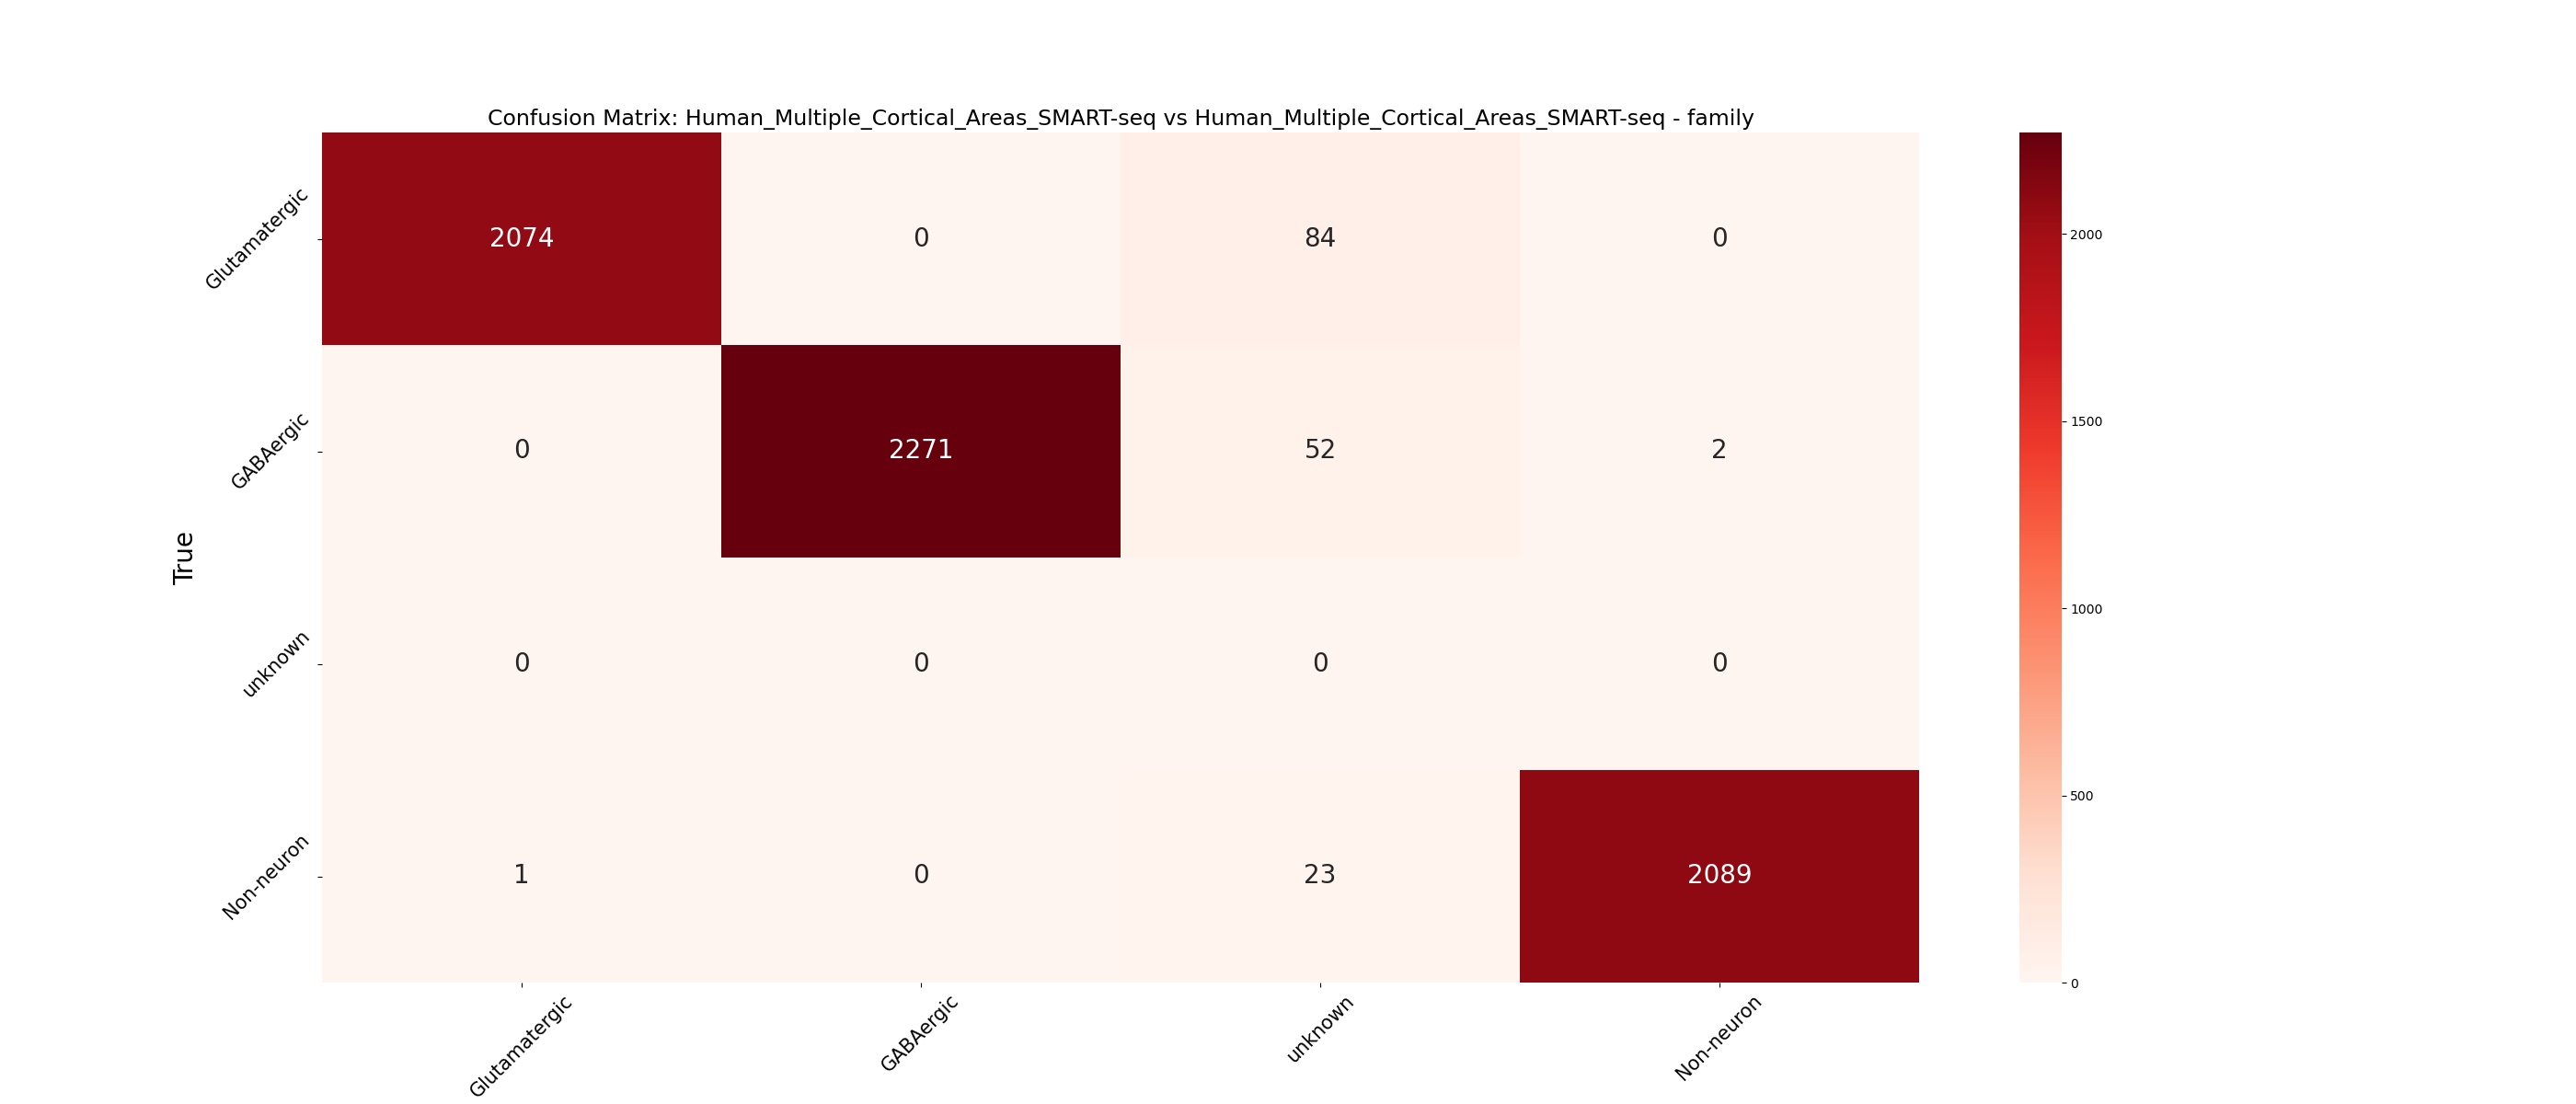 Confusion Matrix: Human_Multiple_Cortical_Areas_SMART-seq vs Human_Multiple_Cortical_Areas_SMART-seq - family
True
Glutamatergic
2074
0
84
0
GABAergic
0
2271
52
2
unknown
0
0
0
0
Non-neuron
1
0
23
2089
Glutamatergic
GABAergic
unknown
Non-neuron
2000
1500
1000
500
0